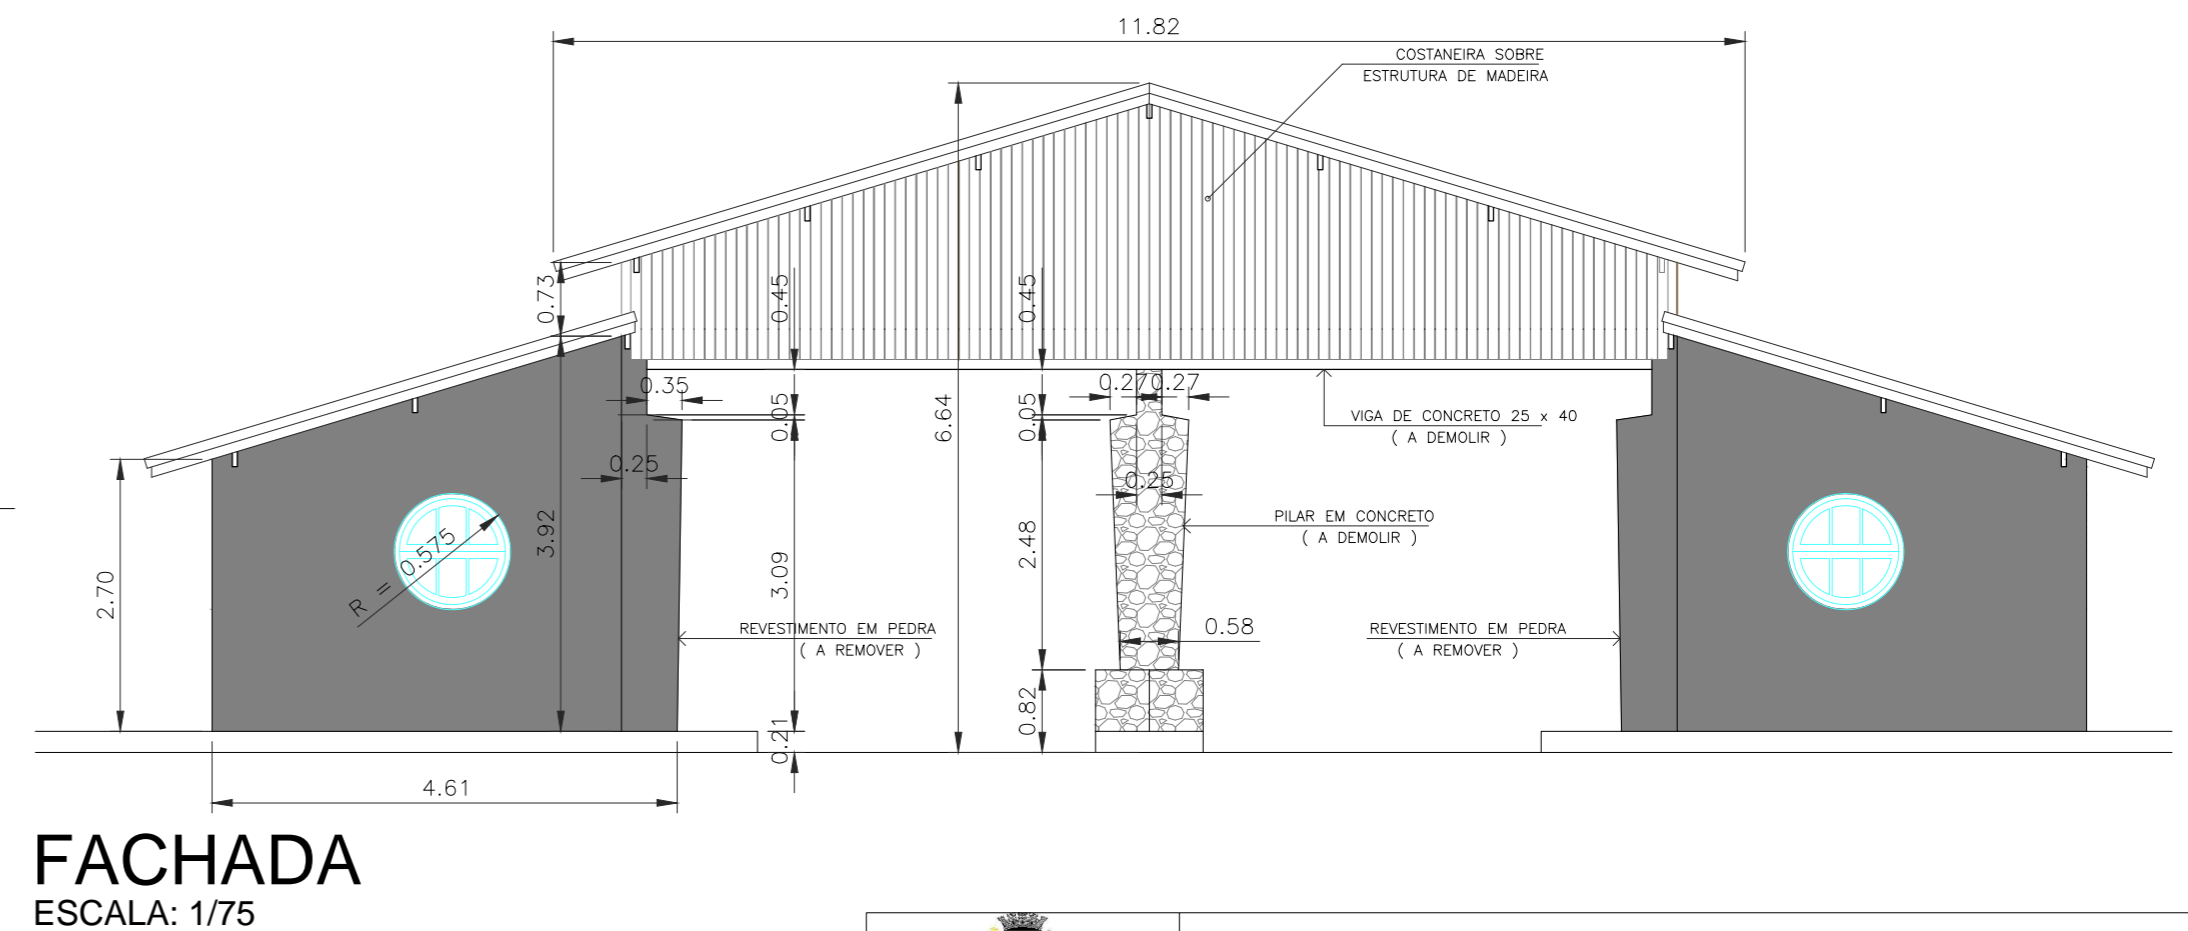 11.82
COSTANEIRA SOBRE
ESTRUTURA DE MADEIRA
0.73
0.45
0.45
6.64
0.35
0.05
0.05
0.27
0.27
VIGA DE CONCRETO 25 x 40
( A DEMOLIR )
0.25
0.25
R = 0.575
3.92
2.70
3.09
2.48
PILAR EM CONCRETO
( A DEMOLIR )
REVESTIMENTO EM PEDRA
( A REMOVER )
0.58
REVESTIMENTO EM PEDRA
( A REMOVER )
0.82
0.21
4.61
FACHADA
ESCALA: 1/75